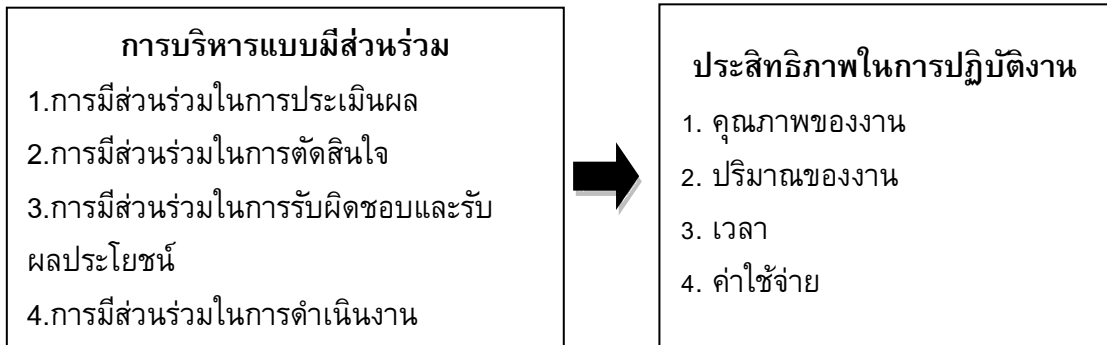 การบริหารแบบมีส่วนร่วม
1.การมีส่วนร่วมในการประเมินผล
2.การมีส่วนร่วมในการตัดสินใจ
3.การมีส่วนร่วมในการรับผิดชอบและรับ
ผลประโยชน์
4.การมีส่วนร่วมในการดำเนินงาน
ประสิทธิภาพในการปฏิบัติงาน
1. คุณภาพของงาน
2. ปริมาณของงาน
3. เวลา
4. ค่าใช้จ่าย